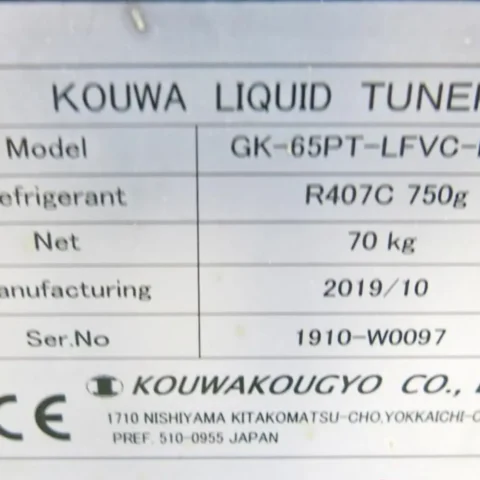 KOUWA LIQUID TUNER
Model GK-65PT-LFVC-
efrigerant R407C 750g
Net 70 kg
anufacturing 2019/10
Ser.No 1910-W0097
CE KOUWAKOUGYO CO.,
1710 NISHIYAMA KITAKOMATSU-CHO,YOKKAICHI-C
PREF. 510-0955 JAPAN